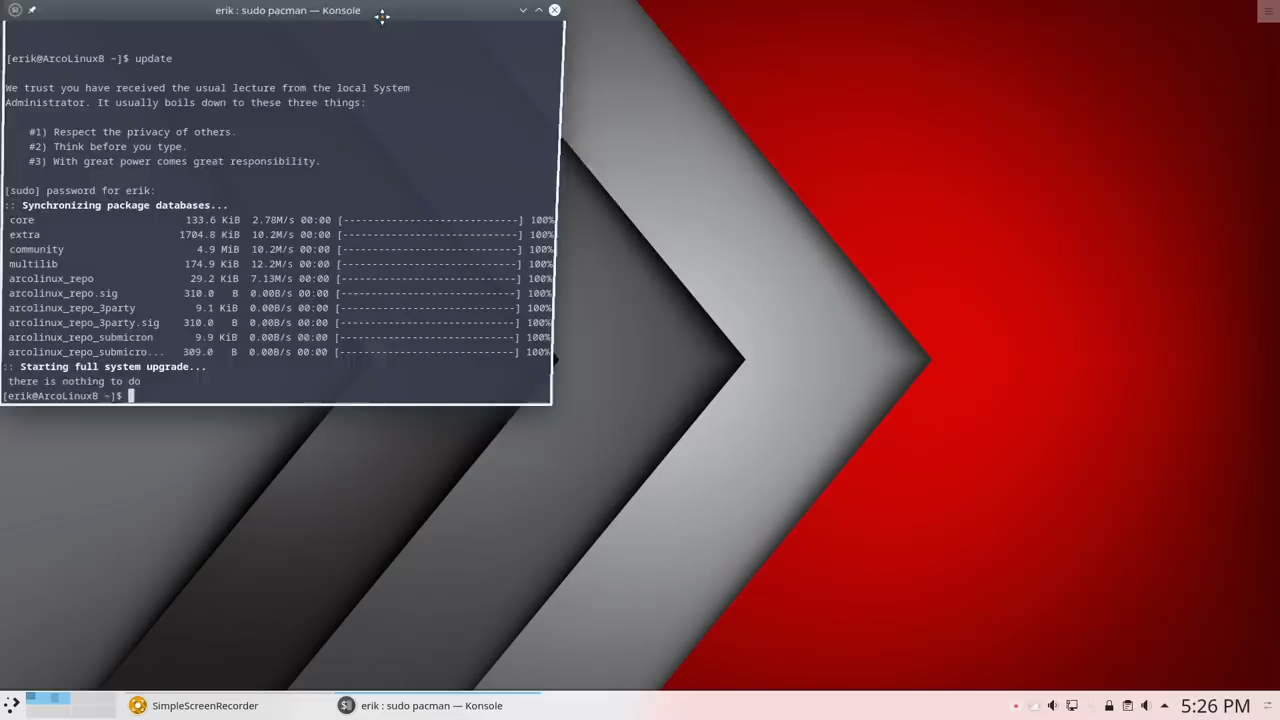 erik : sudo pacman — Konsole
[erik@ArcoLinuxB ~]$ update
We trust you have received the usual lecture from the local System
Administrator. It usually boils down to these three things:
#1) Respect the privacy of others.
#2) Think before you type.
#3) With great power comes great responsibility.
[sudo] password for erik:
:: Synchronizing package databases...
core 133.6 KiB 2.78M/s 00:00 [------------------------------] 100%
extra 1704.8 KiB 10.2M/s 00:00 [------------------------------] 100%
community 4.9 MiB 10.2M/s 00:00 [------------------------------] 100%
multilib 174.9 KiB 12.2M/s 00:00 [------------------------------] 100%
arcolinux_repo 29.2 KiB 7.13M/s 00:00 [------------------------------] 100%
arcolinux_repo.sig 310.0 B 0.00B/s 00:00 [------------------------------] 100%
arcolinux_repo_3party 9.1 KiB 0.00B/s 00:00 [------------------------------] 100%
arcolinux_repo_3party.sig 310.0 B 0.00B/s 00:00 [------------------------------] 100%
arcolinux_repo_submicron 9.9 KiB 0.00B/s 00:00 [------------------------------] 100%
arcolinux_repo_submicro... 309.0 B 0.00B/s 00:00 [------------------------------] 100%
:: Starting full system upgrade...
there is nothing to do
[erik@ArcoLinuxB ~]$
SimpleScreenRecorder
erik : sudo pacman — Konsole
5:26 PM